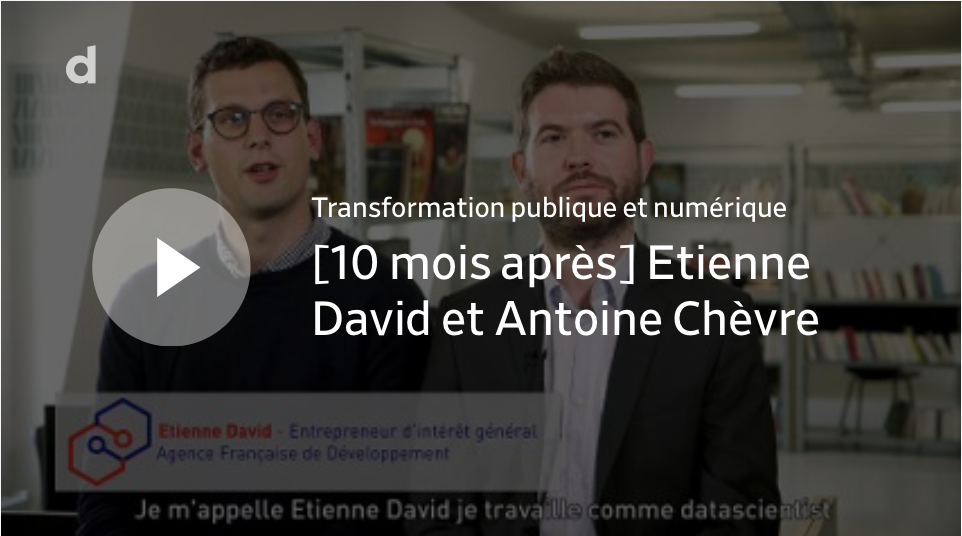 d
Transformation publique et numérique
[10 mois après] Etienne
David et Antoine Chèvre
Etienne David - Entrepreneur d'intérêt général
Agence Française de Développement
Je m'appelle Etienne David je travaille comme datascientist